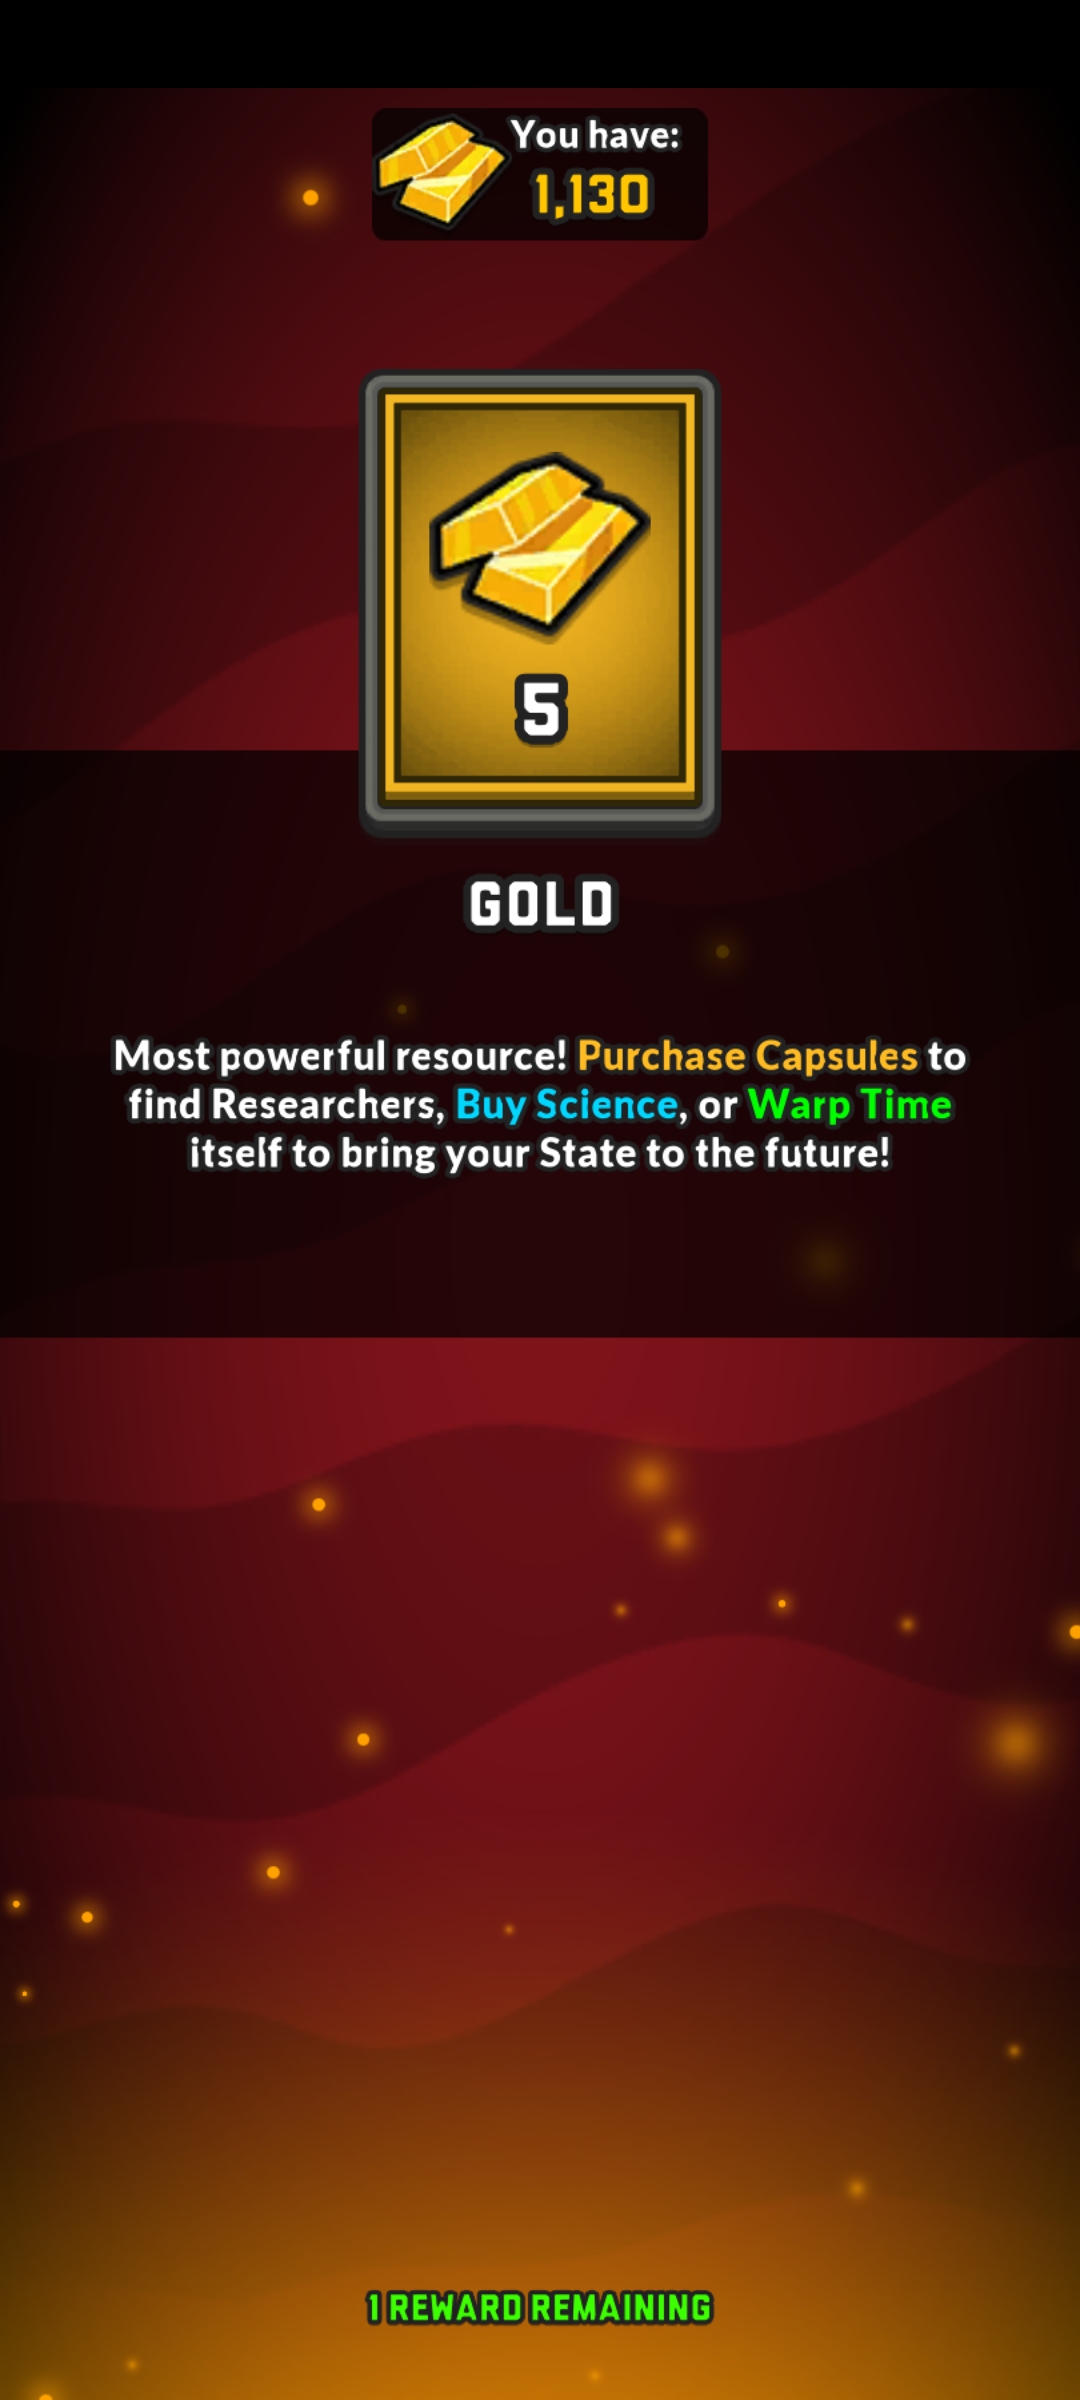 You have:
1,130
5
GOLD
Most powerful resource! Purchase Capsules to
find Researchers, Buy Science, or Warp Time
itself to bring your State to the future!
1 REWARD REMAINING